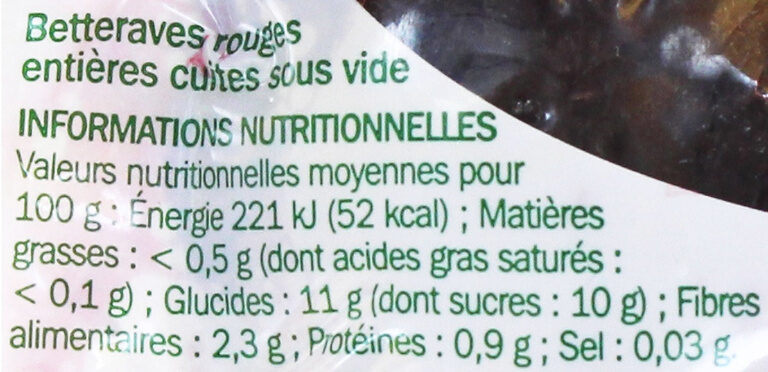 Betteraves rouges
entières cuites sous vide
INFORMATIONS NUTRITIONNELLES
Valeurs nutritionnelles moyennes pour
100 g : Énergie 221 kJ (52 kcal) ; Matières
grasses : < 0,5 g (dont acides gras saturés :
< 0,1 g) ; Glucides : 11 g (dont sucres : 10 g) ; Fibres
alimentaires : 2,3 g ; Protéines : 0,9 g ; Sel : 0,03 g.